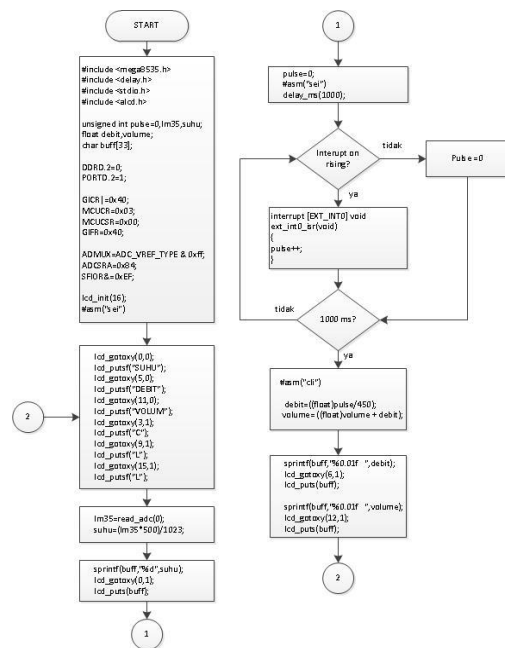 START
#include <mega8535.h>
#include <delay.h>
#include <stdio.h>
#include <alcd.h>
unsigned int pulse=0,lm35,suhu;
float debit,volume;
char buff[33];
DDRD.2=0;
PORTD.2=1;
GICR|=0x40;
MCUCR=0x03;
MCUCSR=0x00;
GIFR=0x40;
ADMUX=ADC_VREF_TYPE & 0xff;
ADCSRA=0x84;
SFIOR&=0xEF;
lcd_init(16);
#asm("sei")
2
lcd_gotoxy(0,0);
lcd_putsf("SUHU");
lcd_gotoxy(5,0);
lcd_putsf("DEBIT");
lcd_gotoxy(11,0);
lcd_putsf("VOLUM");
lcd_gotoxy(3,1);
lcd_putsf("C");
lcd_gotoxy(9,1);
lcd_putsf("L");
lcd_gotoxy(15,1);
lcd_putsf("L");
lm35=read_adc(0);
suhu=(lm35*500)/1023;
sprintf(buff,"%d",suhu);
lcd_gotoxy(0,1);
lcd_puts(buff);
1
1
pulse=0;
#asm("sei")
delay_ms(1000);
Interupt on
rising?
tidak
Pulse =0
ya
interrupt [EXT_INT0] void
ext_int0_isr(void)
{
pulse++;
}
tidak
1000 ms?
ya
#asm("cli")
debit=((float)pulse/450);
volume= ((float)volume + debit);
sprintf(buff,"%0.01f ",debit);
lcd_gotoxy(6,1);
lcd_puts(buff);
sprintf(buff,"%0.01f ",volume);
lcd_gotoxy(12,1);
lcd_puts(buff);
2